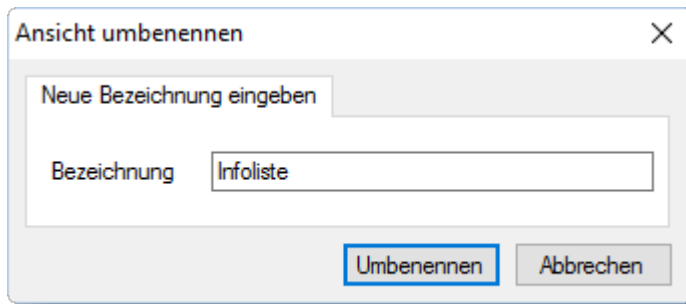 Ansicht umbenennen
Neue Bezeichnung eingeben
Bezeichnung Infoliste
Umbenennen Abbrechen